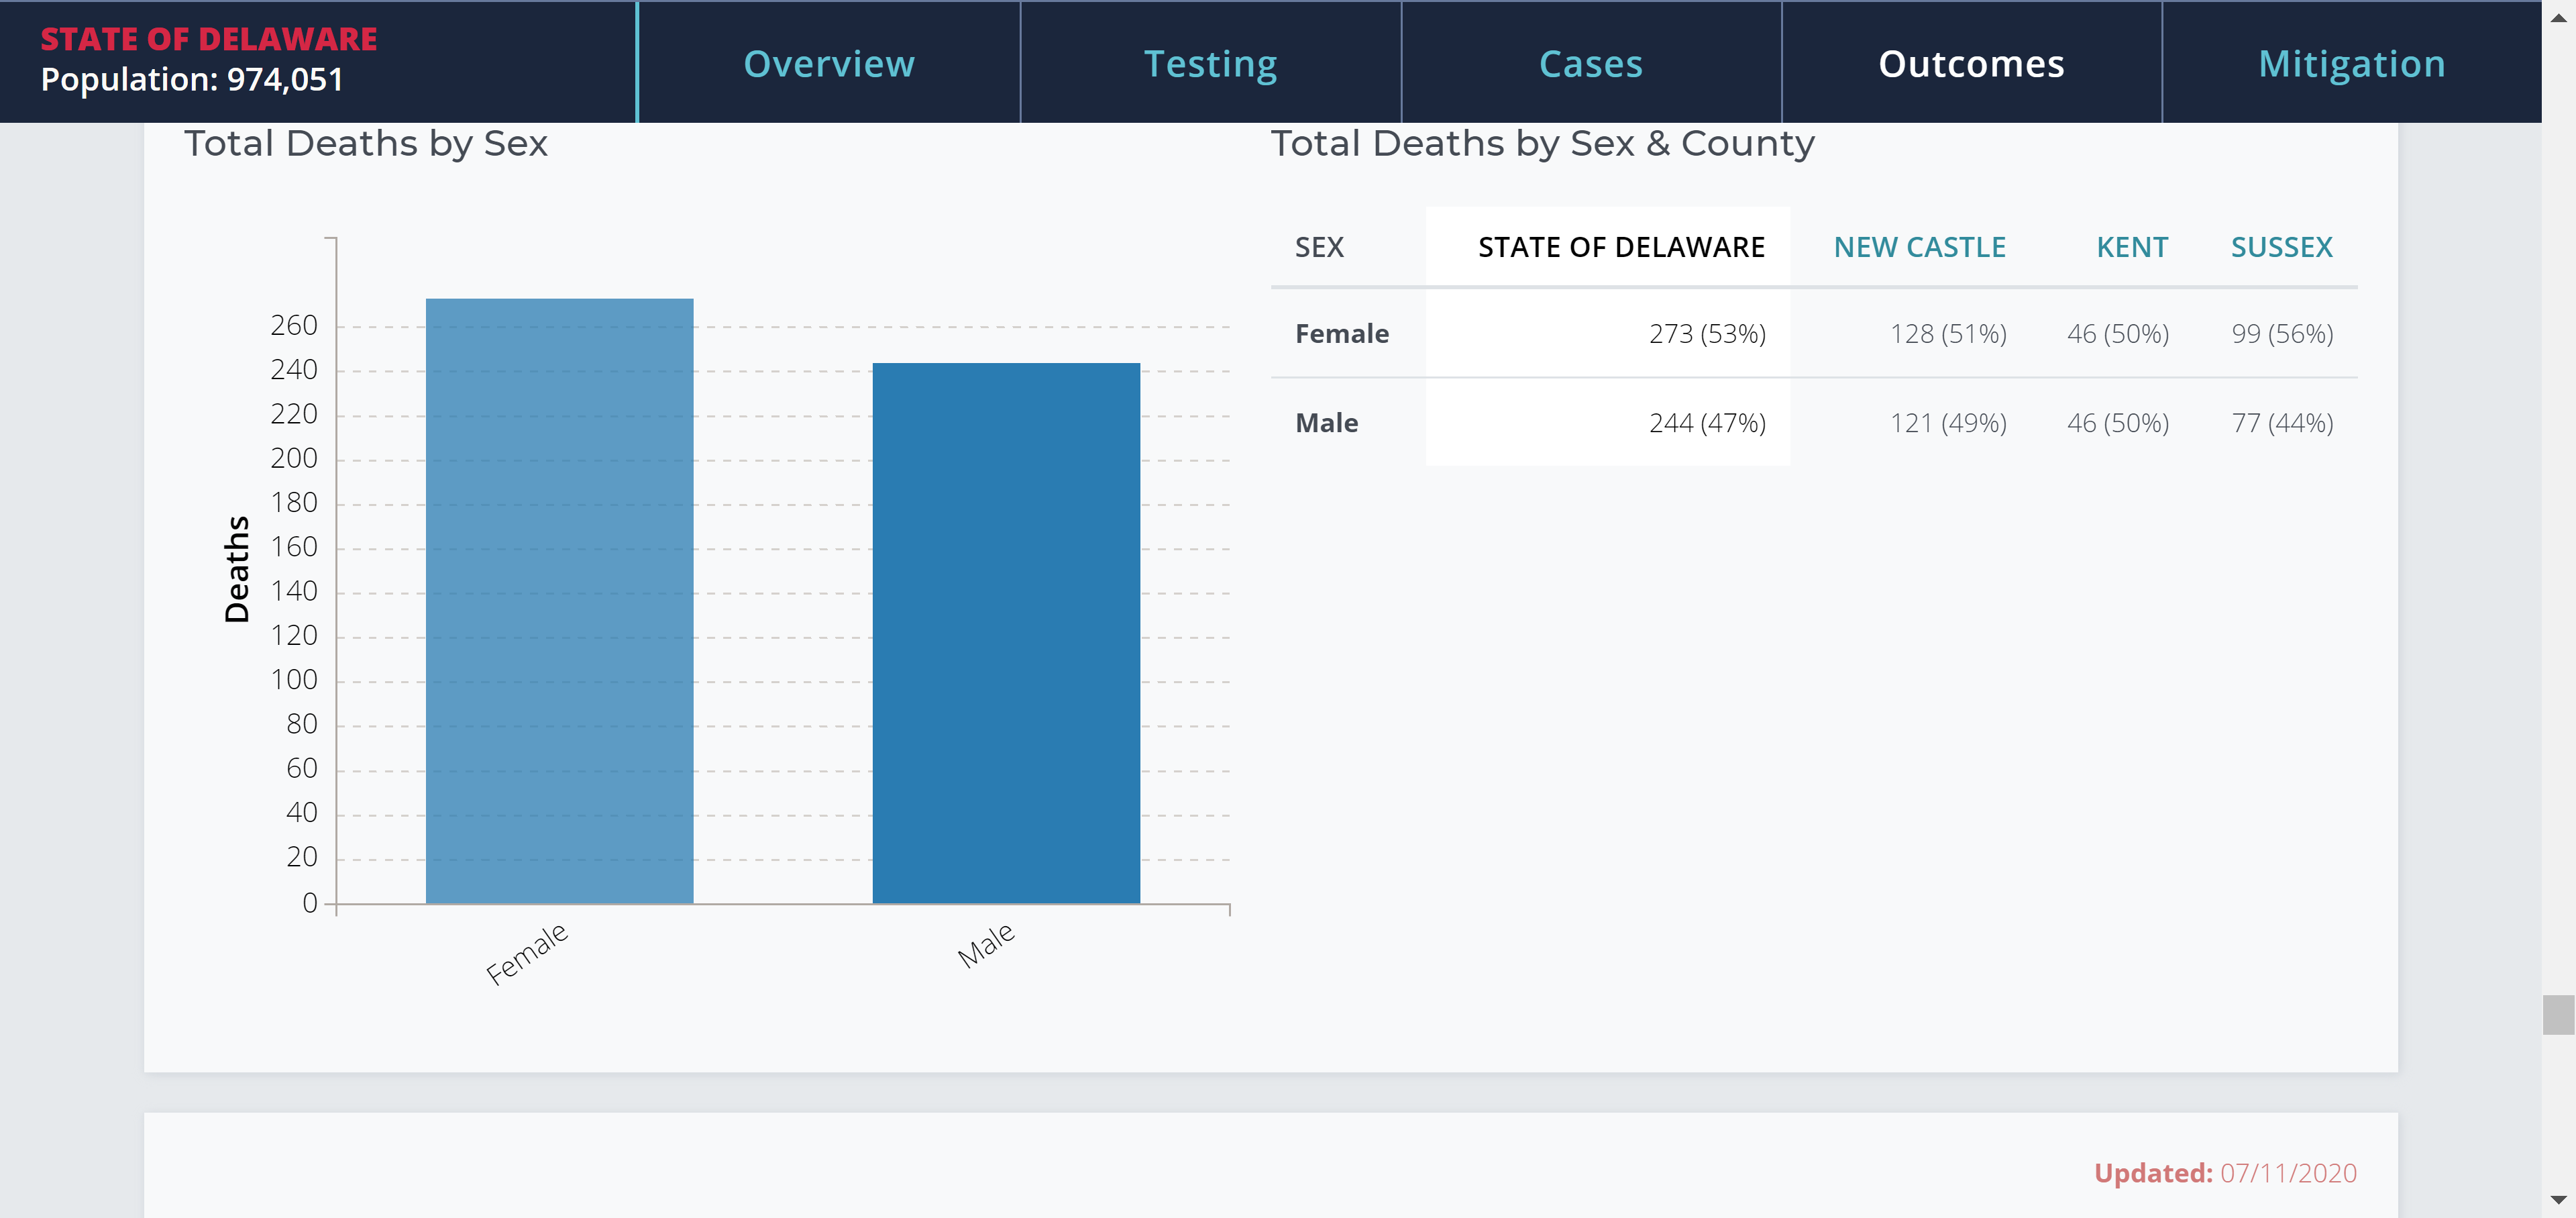 STATE OF DELAWARE
Population: 974,051
Overview
Testing
Cases
Outcomes
Mitigation
Total Deaths by Sex
Deaths
260
240
220
200
180
160
140
120
100
80
60
40
20
0
Female
Male
Total Deaths by Sex & County
SEX STATE OF DELAWARE NEW CASTLE KENT SUSSEX
Female 273 (53%) 128 (51%) 46 (50%) 99 (56%)
Male 244 (47%) 121 (49%) 46 (50%) 77 (44%)
Updated: 07/11/2020